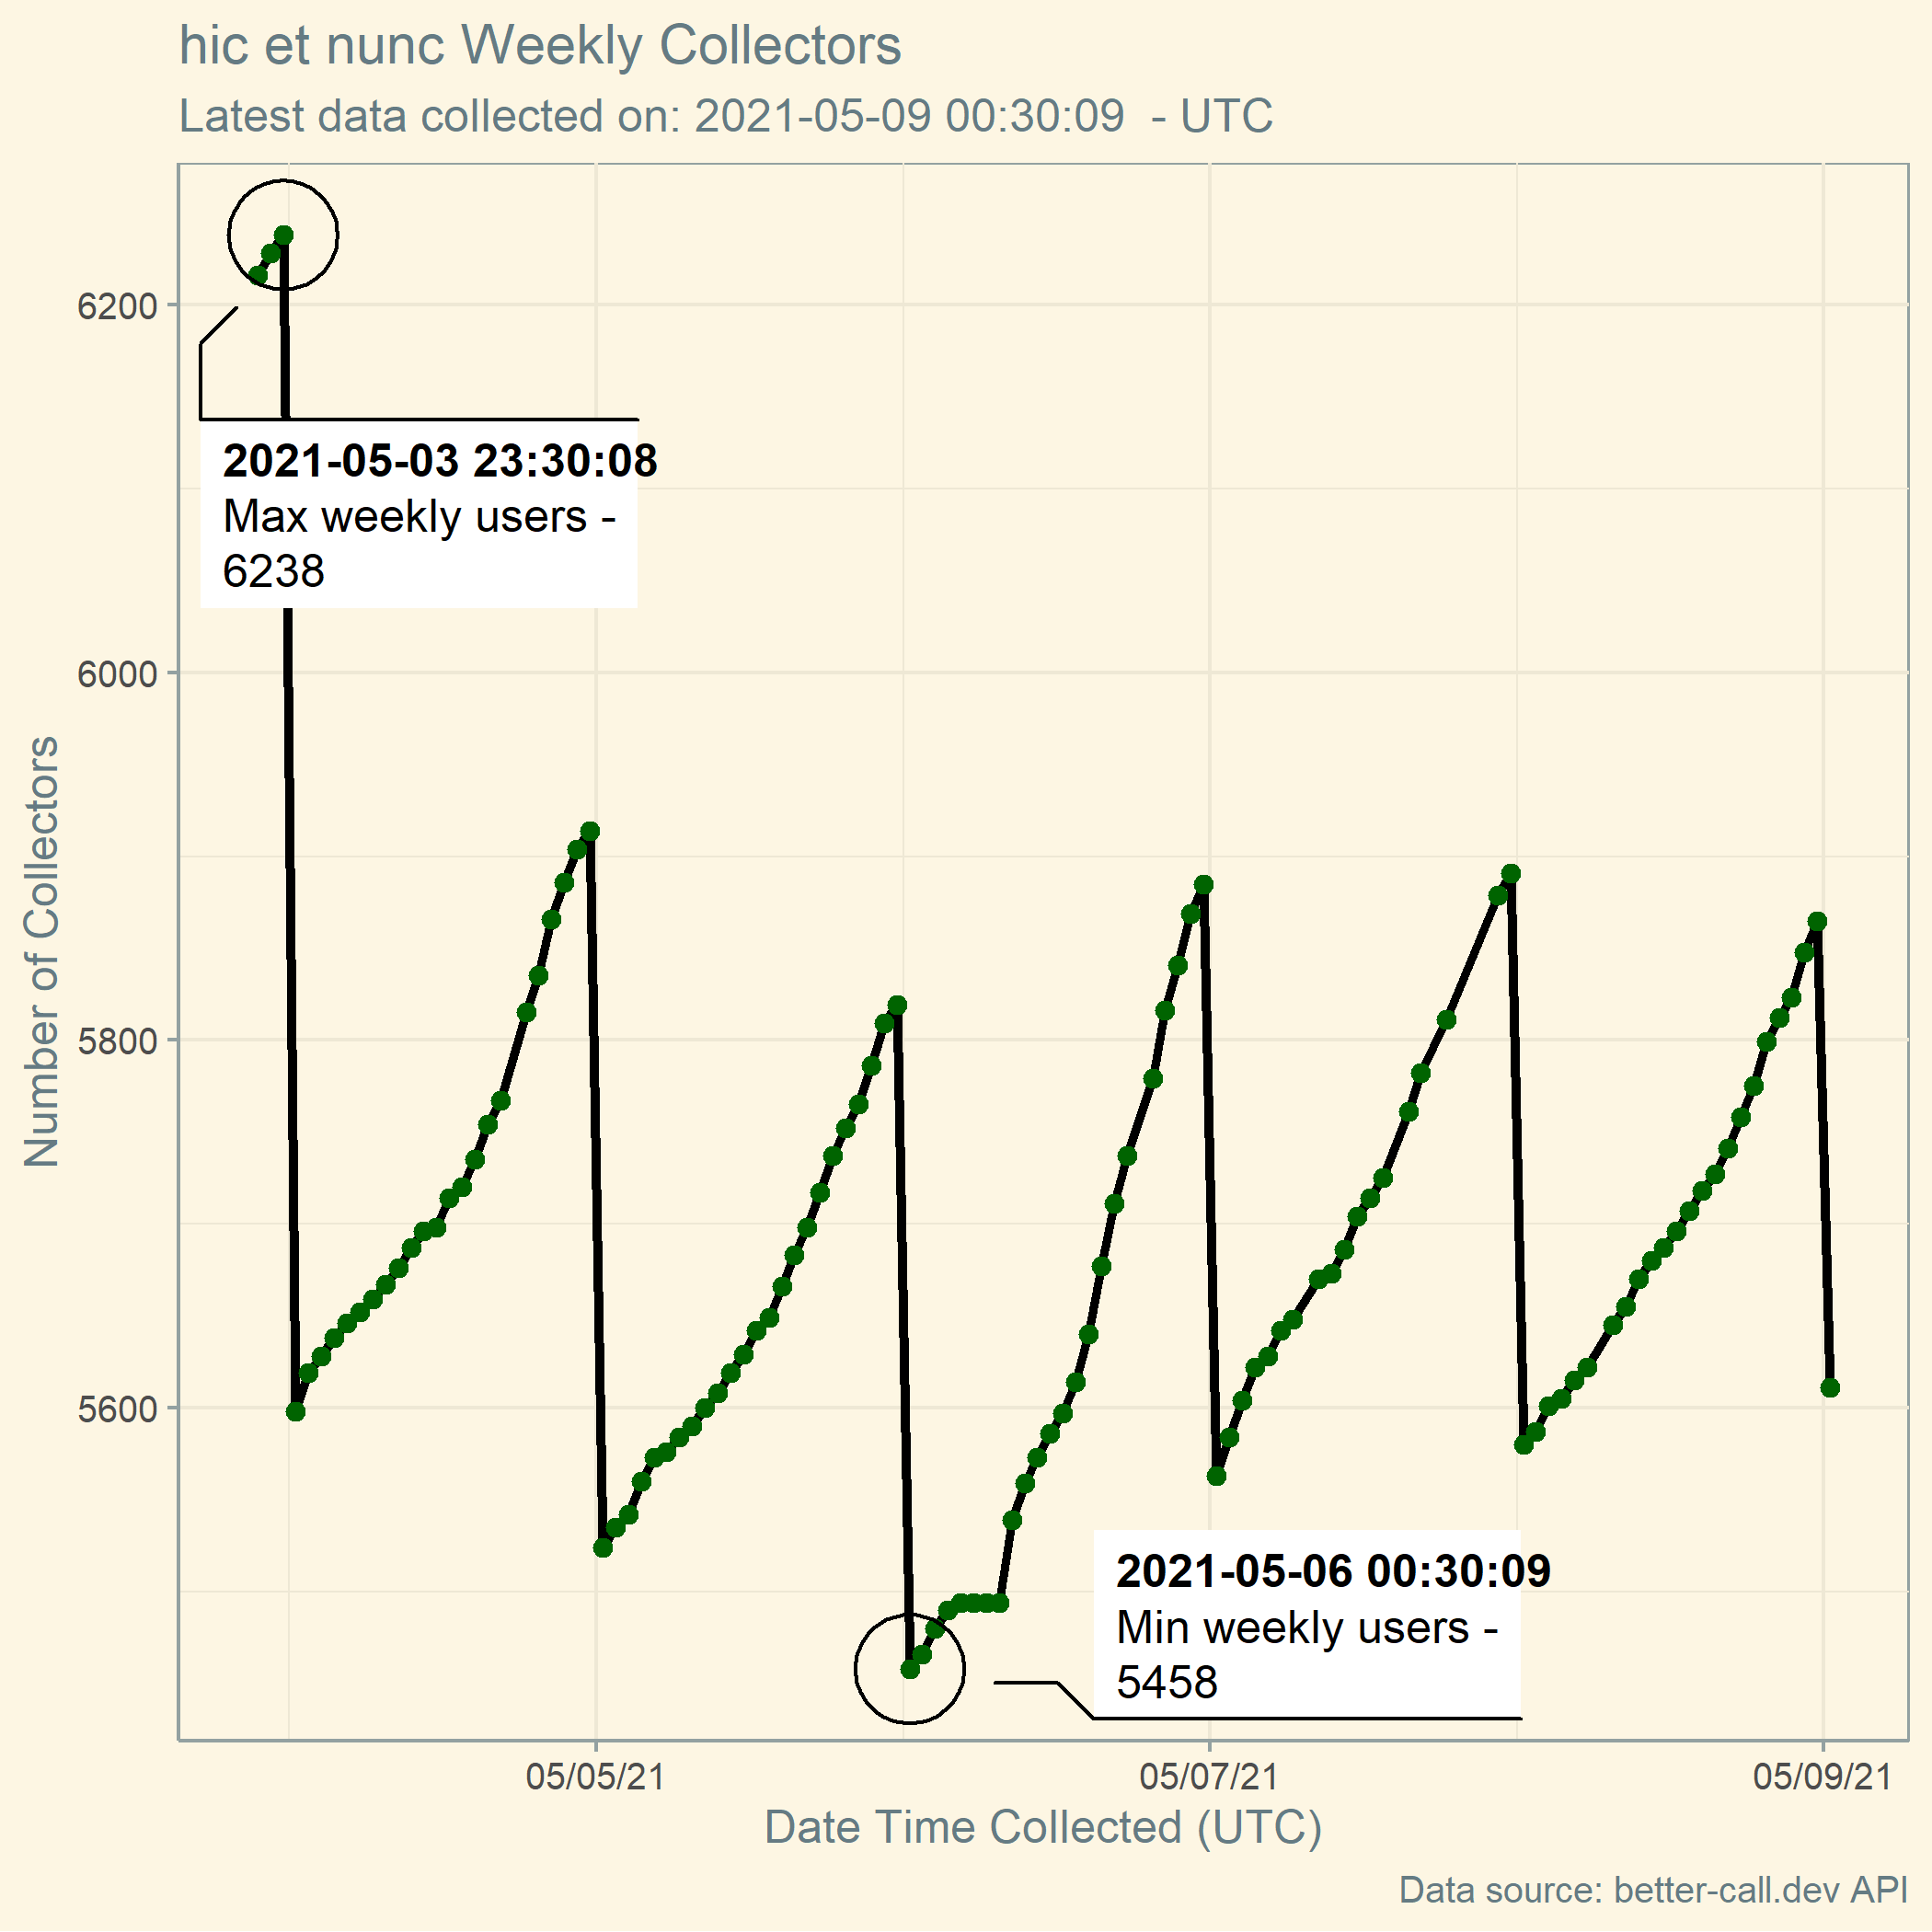 hic et nunc Weekly Collectors
Latest data collected on: 2021-05-09 00:30:09  - UTC
Number of Collectors
6200
6000
5800
5600
2021-05-03 23:30:08
Max weekly users -
6238
2021-05-06 00:30:09
Min weekly users -
5458
05/05/21
05/07/21
05/09/21
Date Time Collected (UTC)
Data source: better-call.dev API